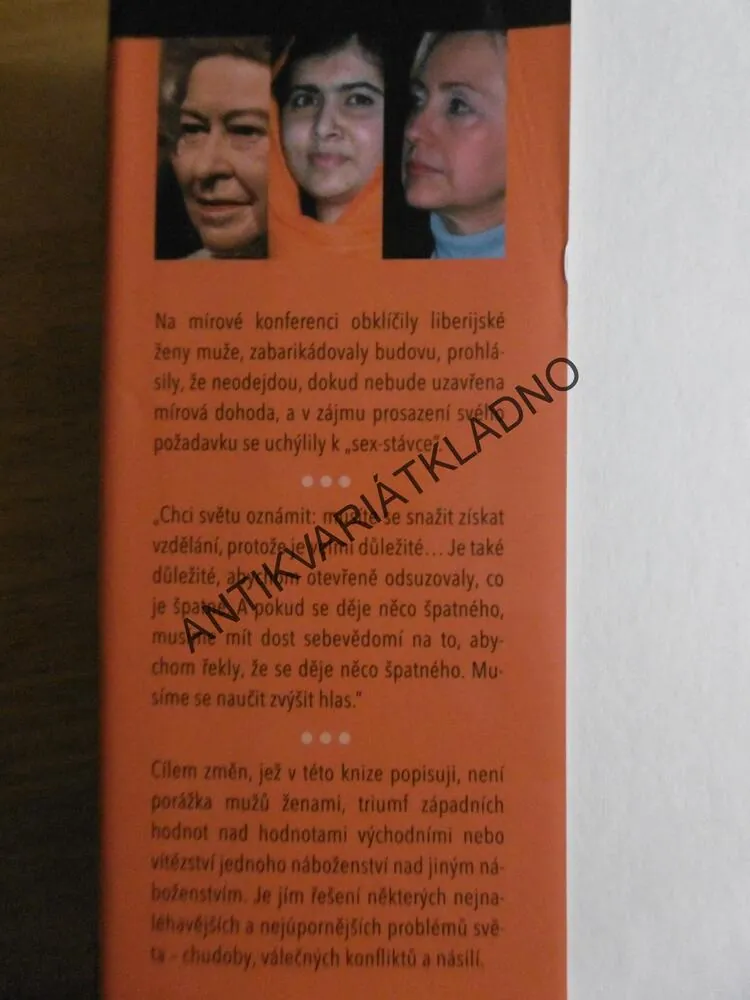 Na mírové konferenci obklíčily liberijské
ženy muže, zabarikádovaly budovu, prohlá-
sily, že neodejdou, dokud nebude uzavřena
mírová dohoda, a v zájmu prosazení svého
požadavku se uchýlily k „sex-stávce“.
„Chci světu oznámit: musíte se snažit získat
vzdělání, protože je velmi důležité... Je také
důležité, abychom otevřeně odsuzovaly, co
je špatné. A pokud se děje něco špatného,
musíme mít dost sebevědomí na to, aby-
chom řekly, že se děje něco špatného. Mu-
síme se naučit zvýšit hlas.“
Cílem změn, jež v této knize popisuji, není
porážka mužů ženami, triumf západních
hodnot nad hodnotami východními nebo
vítězství jednoho náboženství nad jiným ná-
boženstvím. Je jím řešení některých nejna-
léhavějších a nejúpornějších problémů svě-
ta - chudoby, válečných konfliktů a násilí.
ANTIKVARIÁTKLADNO